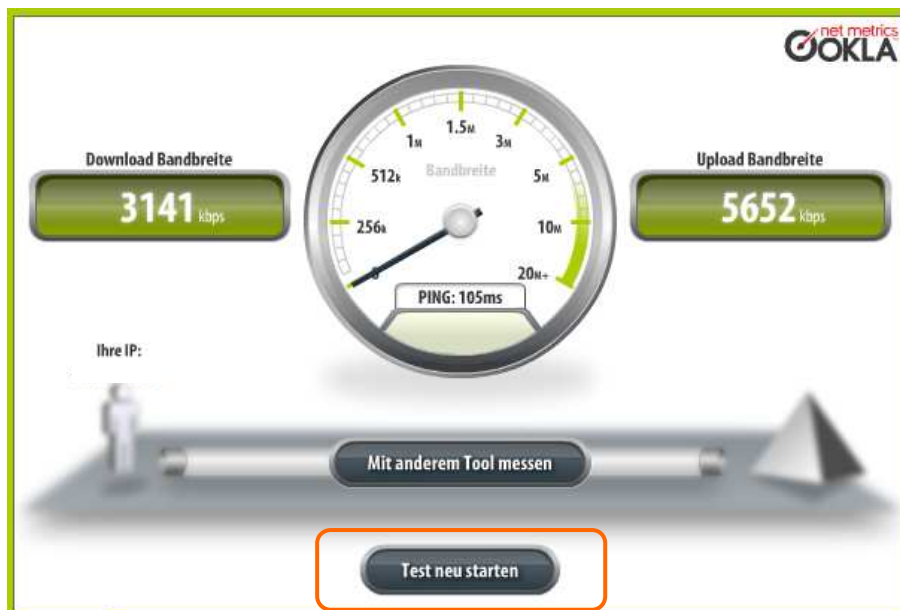 net metrics
OOKLA
Download Bandbreite
3141 kbps
Upload Bandbreite
5652 kbps
0
256k
512k
1M
1.5M
3M
5M
10M
20M+
Bandbreite
PING: 105ms
Ihre IP:
Mit anderem Tool messen
Test neu starten